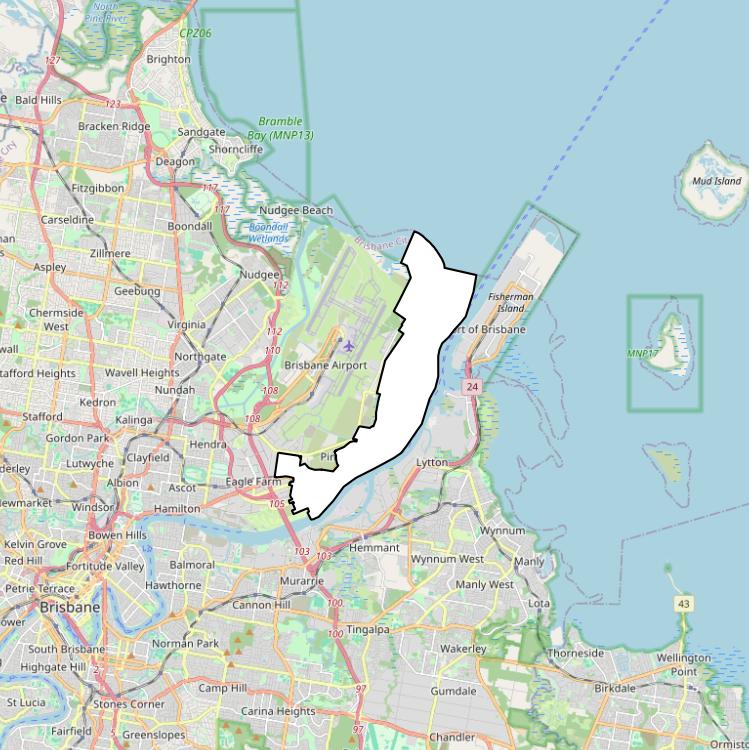 North
Pine River
CPZ06
Brighton
127
Bald Hills
123
Bramble
Bay (MNP13)
Bracken Ridge
Sandgate
Shorncliffe
Deagon
Mud Island
Fitzgibbon
117
117
Nudgee Beach
Carseldine
Boondall
Boondall
Wetlands
Brisbane Cit
Zillmere
Aspley
Nudgee
112
Geebung
Fisherman
Island
Chermside
West
Virginia
112
rt of Brisbane
110
MNP17
Northgate
Brisbane Airport
tafford Heights
Wavell Heights
24
Nundah
108
Kedron
Stafford
Kalinga
108
Gordon Park
Hendra
Lutwyche
Clayfield
Pin
Lytton
Albion
Ascot
Eagle Farm
105
Windsor
Hamilton
Bowen Hills
Wynnum
Kelvin Grove
103
103
Hemmant
Red Hill
Fortitude Valley
Balmoral
Wynnum West
Manly
Murarrie
Petrie Terrace
Hawthorne
Manly West
Brisbane
Cannon Hill
100
Lota
43
100
Tingalpa
South Brisbane
Norman Park
Wakerley
Thorneside
Wellington
Point
Highgate Hill
2
Camp Hill
97
Gumdale
Birkdale
St Lucia
Stones Corner
Carina Heights
Fairfield
Greenslopes
97
Chandler
Ormisto